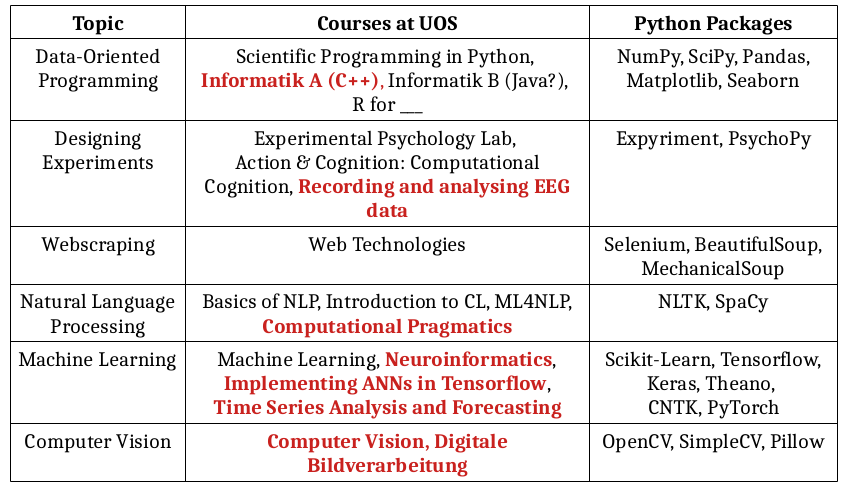 Topic
Courses at UOS
Python Packages
Data-Oriented
Programming
Scientific Programming in Python,
Informatik A (C++), Informatik B (Java?),
R for ___
NumPy, SciPy, Pandas,
Matplotlib, Seaborn
Designing
Experiments
Experimental Psychology Lab,
Action & Cognition: Computational
Cognition, Recording and analysing EEG
data
Expyriment, PsychoPy
Webscraping
Web Technologies
Selenium, BeautifulSoup,
MechanicalSoup
Natural Language
Processing
Basics of NLP, Introduction to CL, ML4NLP,
Computational Pragmatics
NLTK, SpaCy
Machine Learning
Machine Learning, Neuroinformatics,
Implementing ANNs in Tensorflow,
Time Series Analysis and Forecasting
Scikit-Learn, Tensorflow,
Keras, Theano,
CNTK, PyTorch
Computer Vision
Computer Vision, Digitale
Bildverarbeitung
OpenCV, SimpleCV, Pillow